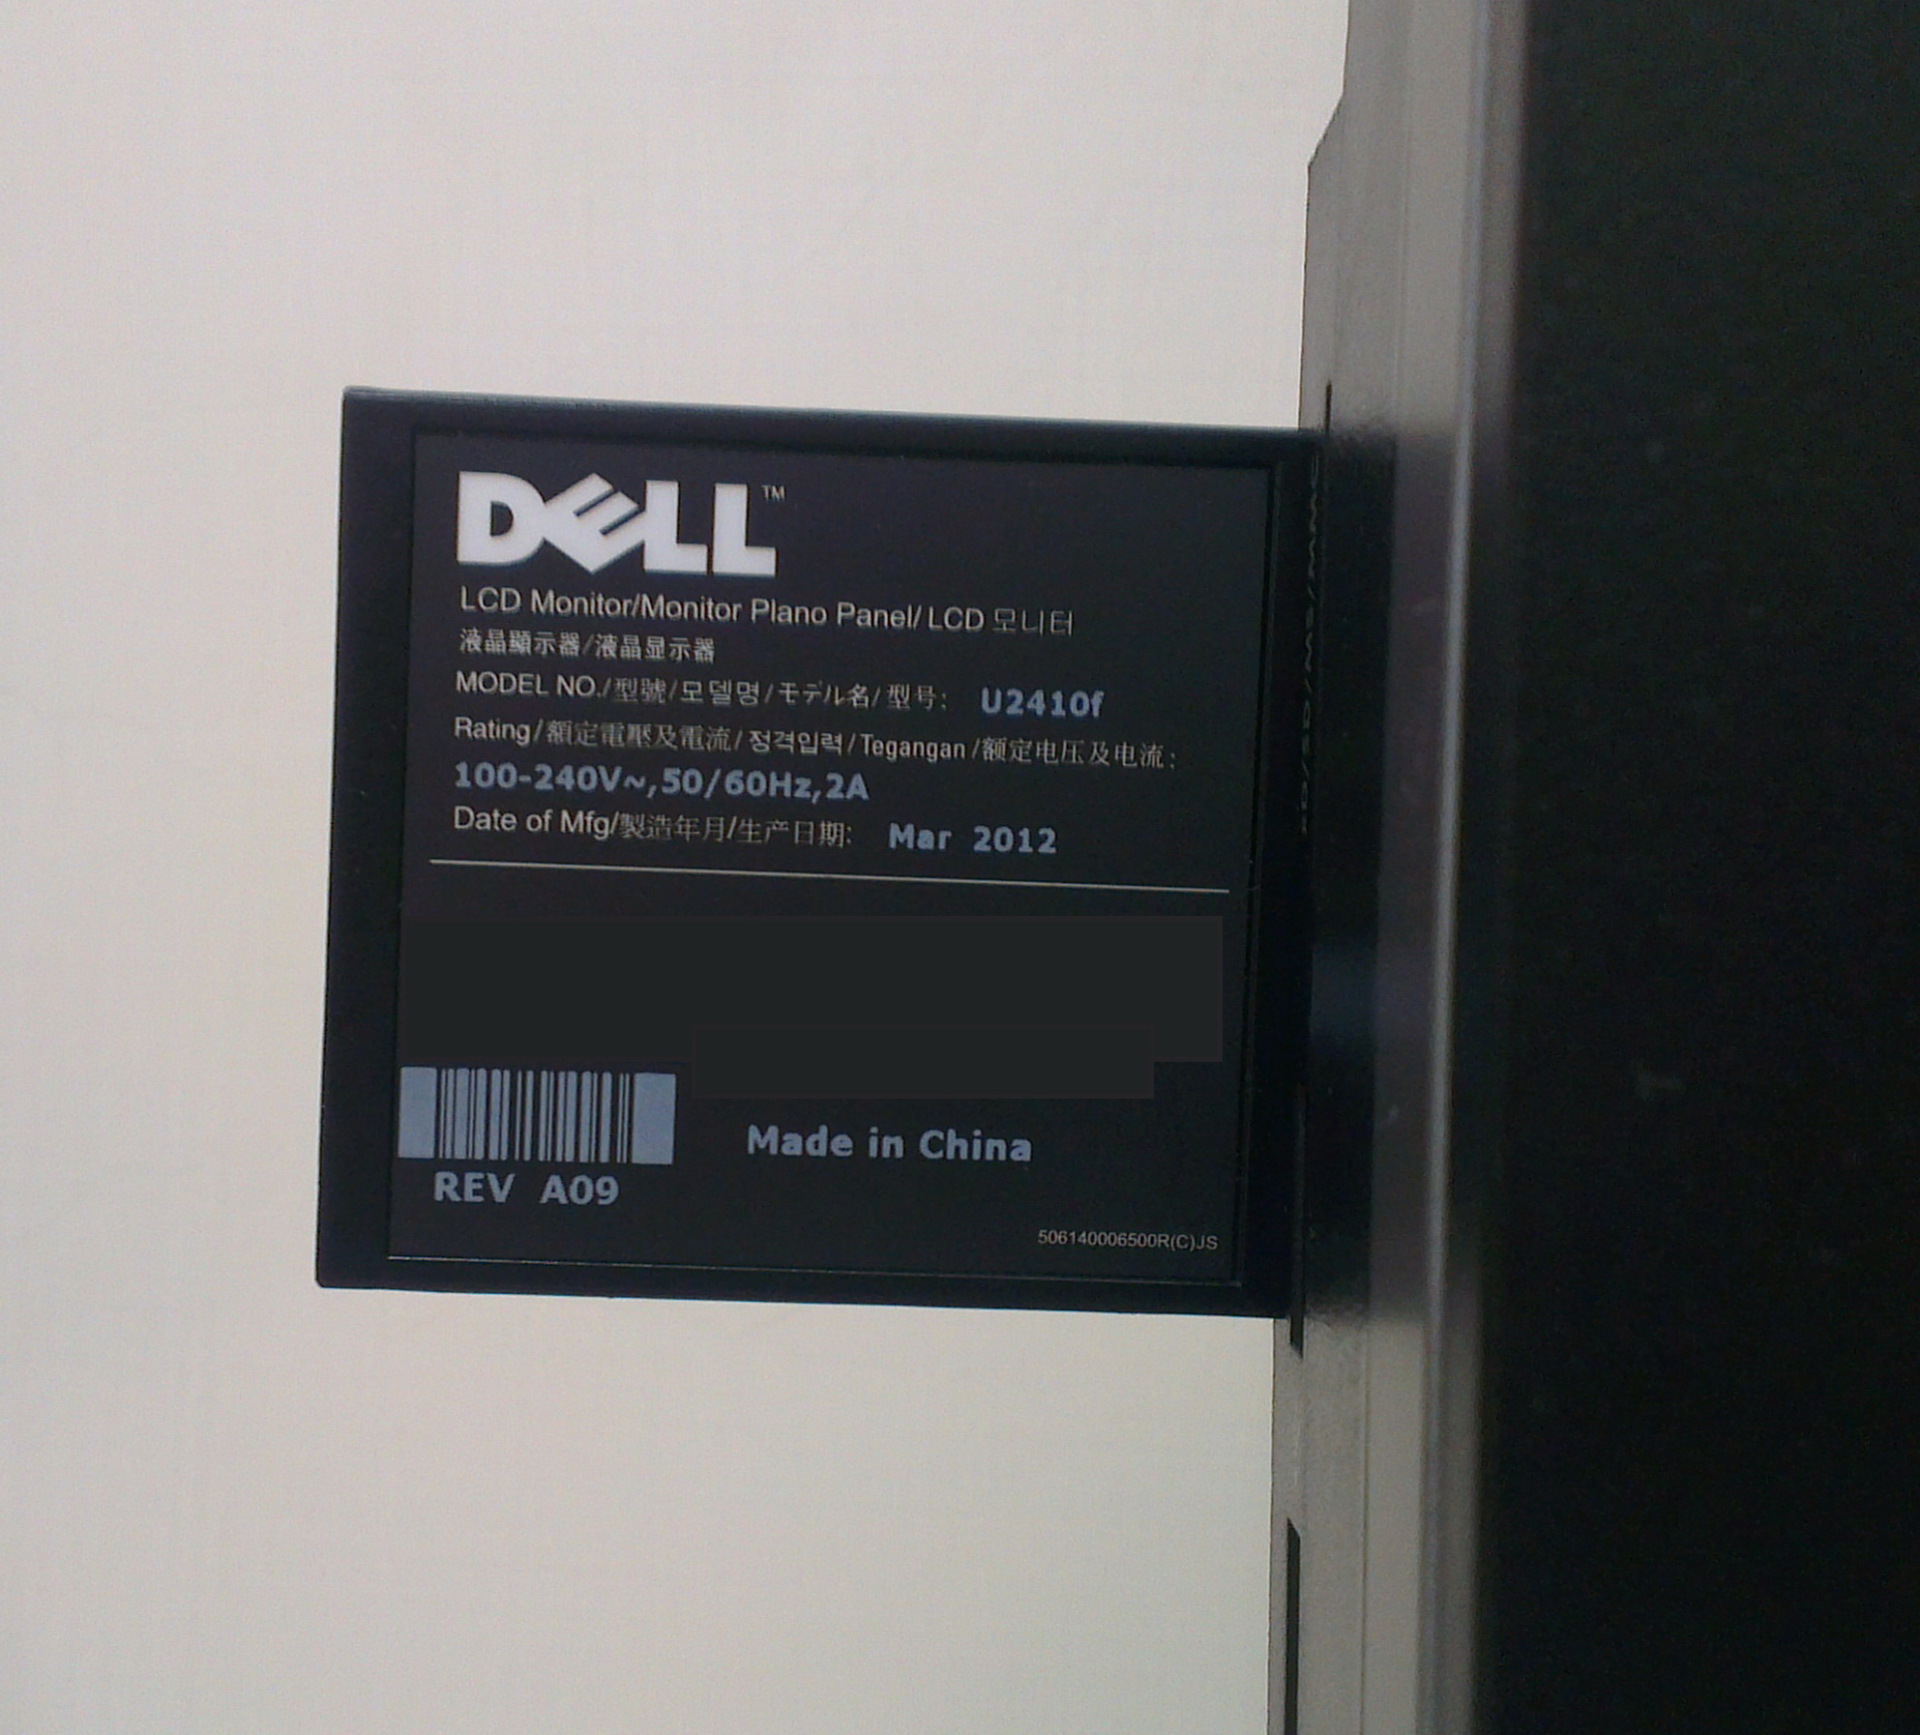 DELL™
LCD Monitor/Monitor Plano Panel/ LCD 모니터
液晶顯示器/液晶显示器
MODEL NO./型號/모델명/モデル名/型号: U2410f
Rating/額定電壓及電流/정격입력/Tegangan/额定电压及电流:
100-240V~,50/60Hz,2A
Date of Mfg/製造年月/生产日期: Mar 2012
Made in China
REV A09
506140006500R(C)JS